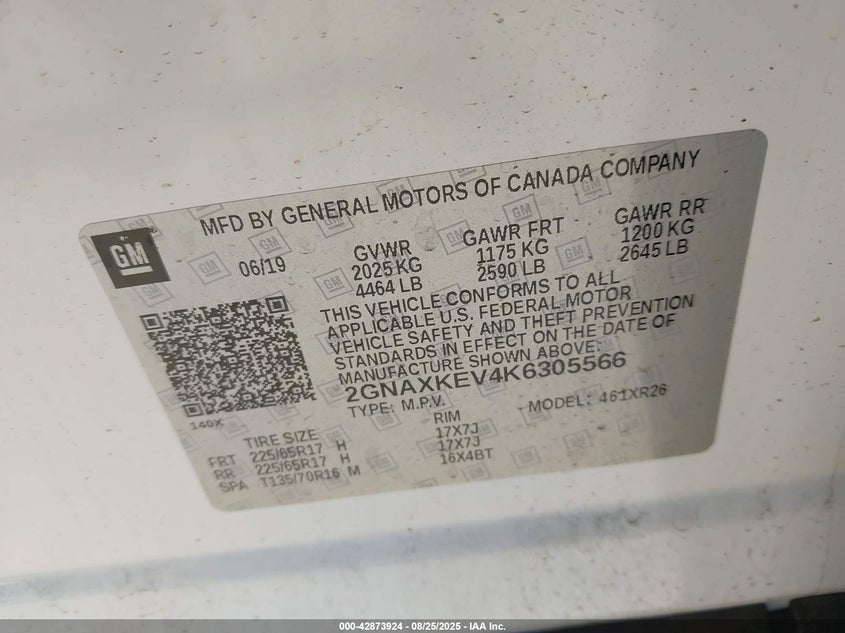 GM
MFD BY GENERAL MOTORS OF CANADA COMPANY
06/19
GVWR
2025 KG
4464 LB
GAWR FRT
1175 KG
2590 LB
GAWR RR
1200 KG
2645 LB
THIS VEHICLE CONFORMS TO ALL
APPLICABLE U.S. FEDERAL MOTOR
VEHICLE SAFETY AND THEFT PREVENTION
STANDARDS IN EFFECT ON THE DATE OF
MANUFACTURE SHOWN ABOVE:
2GNAXKEV4K6305566
TYPE: M.P.V. MODEL: 461XR26
140X
TIRE SIZE RIM
FRT 225/65R17 H 17X7J
RR 225/65R17 H 17X7J
SPA T135/70R16 M 16X4BT
000-42873924 - 08/25/2025 - IAA Inc.